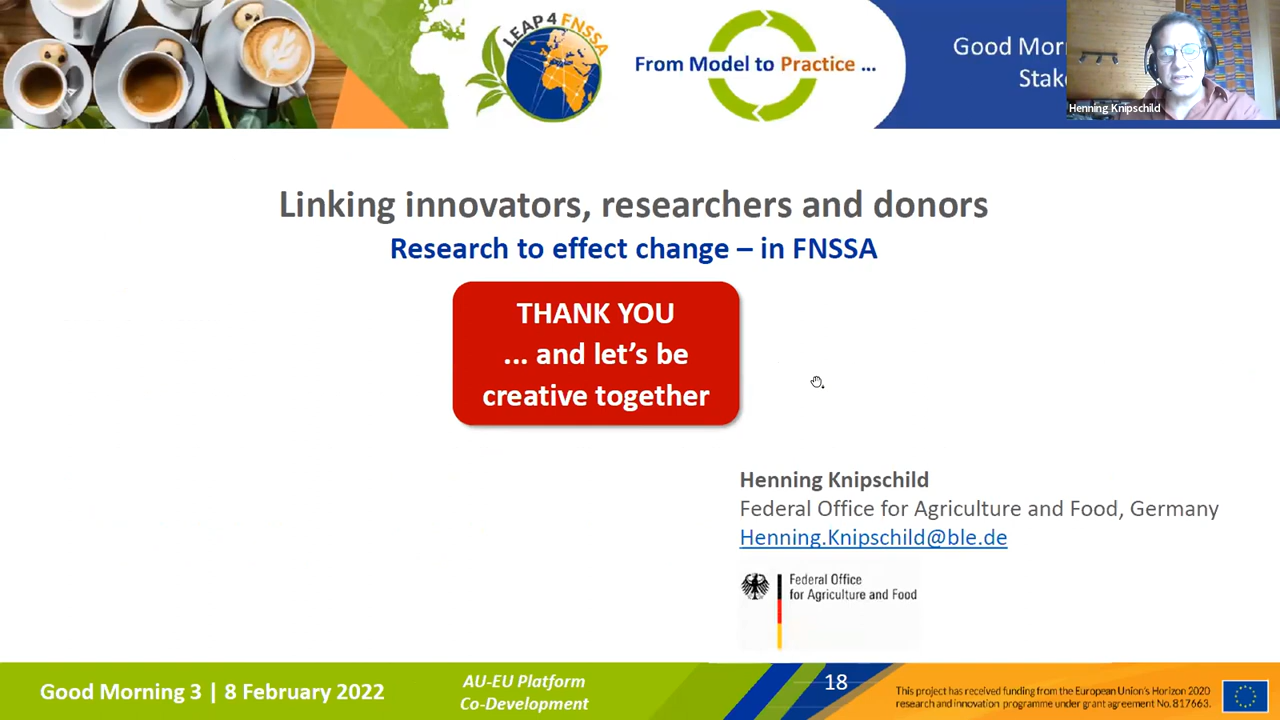 LEAP 4 FNSSA
From Model to Practice ...
Good Mor
Stak
Henning Knipschild
Linking innovators, researchers and donors
Research to effect change – in FNSSA
THANK YOU
... and let's be
creative together
Henning Knipschild
Federal Office for Agriculture and Food, Germany
Henning.Knipschild@ble.de
Federal Office
for Agriculture and Food
Good Morning 3 | 8 February 2022
AU-EU Platform
Co-Development
18
This project has received funding from the European Union's Horizon 2020
research and innovation programme under grant agreement No. 817663.